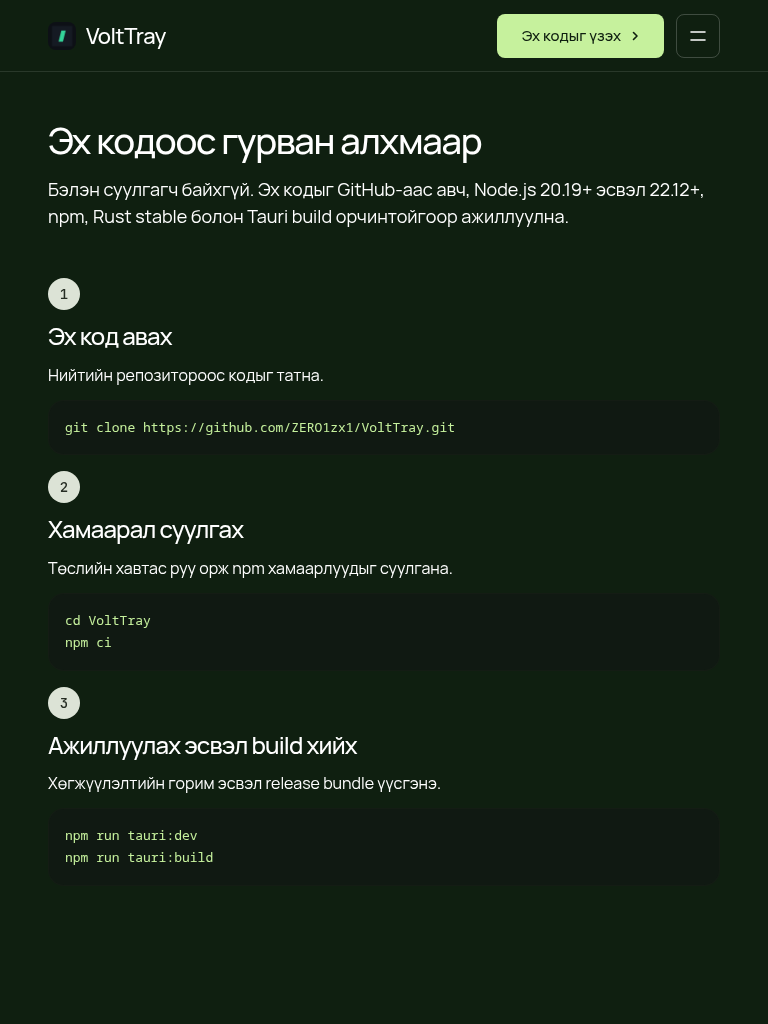 VoltTray
Эх кодыг үзэх
Эх кодоос гурван алхмаар
Бэлэн суулгагч байхгүй. Эх кодыг GitHub-аас авч, Node.js 20.19+ эсвэл 22.12+,
npm, Rust stable болон Tauri build орчинтойгоор ажиллуулна.
1
Эх код авах
Нийтийн репозитороос кодыг татна.
git clone https://github.com/ZERO1zx1/VoltTray.git
2
Хамаарал суулгах
Төслийн хавтас руу орж npm хамаарлуудыг суулгана.
cd VoltTray
npm ci
3
Ажиллуулах эсвэл build хийх
Хөгжүүлэлтийн горим эсвэл release bundle үүсгэнэ.
npm run tauri:dev
npm run tauri:build